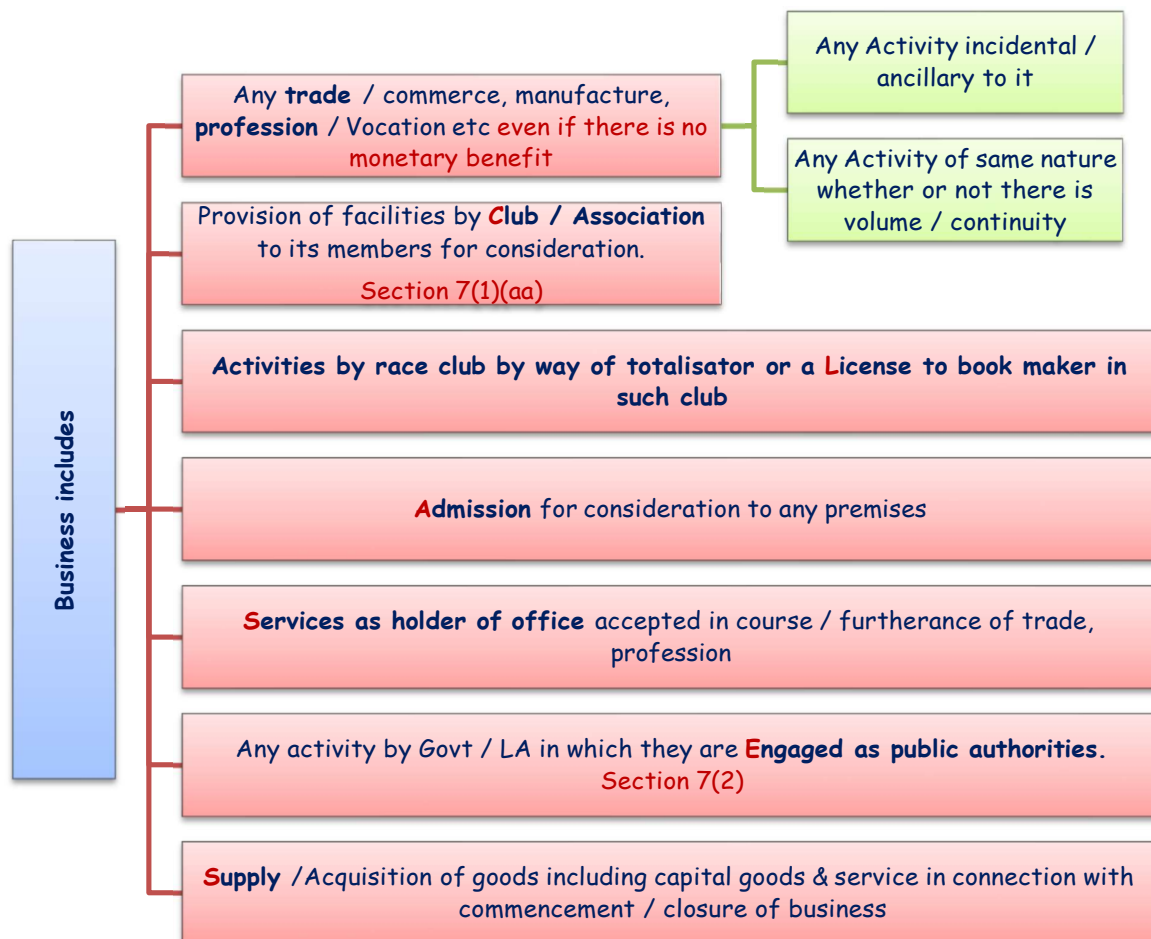 Business includes
Any trade / commerce, manufacture,
profession / Vocation etc even if there is no
monetary benefit
Any Activity incidental /
ancillary to it
Any Activity of same nature
whether or not there is
volume / continuity
Provision of facilities by Club / Association
to its members for consideration.
Section 7(1)(aa)
Activities by race club by way of totalisator or a License to book maker in
such club
Admission for consideration to any premises
Services as holder of office accepted in course / furtherance of trade,
profession
Any activity by Govt / LA in which they are Engaged as public authorities.
Section 7(2)
Supply /Acquisition of goods including capital goods & service in connection with
commencement / closure of business